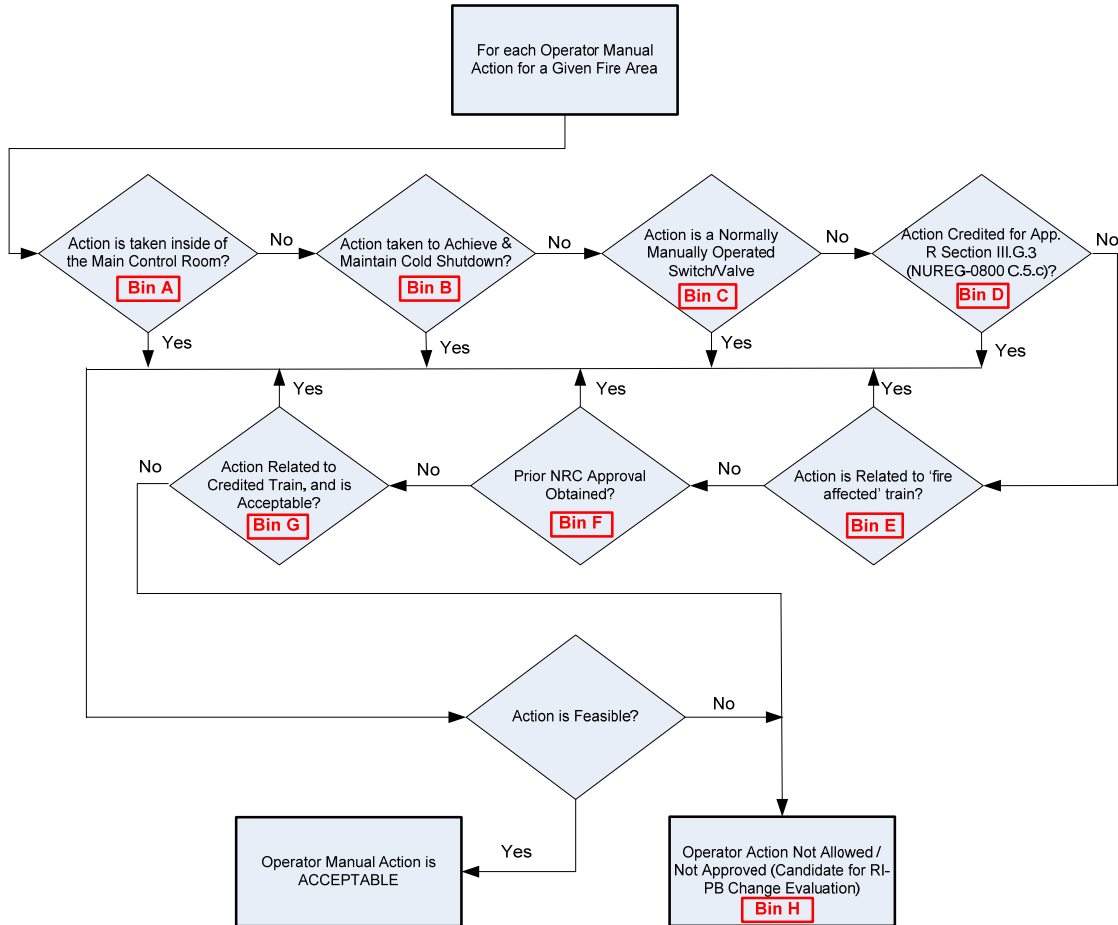 For each Operator Manual
Action for a Given Fire Area
Action is taken inside of
the Main Control Room?
Bin A
No
Yes
Action taken to Achieve &
Maintain Cold Shutdown?
Bin B
No
Yes
Action is a Normally
Manually Operated
Switch/Valve
Bin C
No
Yes
Action Credited for App.
R Section III.G.3
(NUREG-0800 C.5.c)?
Bin D
No
Yes
Action is Related to ‘fire
affected’ train?
Bin E
Yes
No
Prior NRC Approval
Obtained?
Bin F
Yes
No
Action Related to
Credited Train, and is
Acceptable?
Bin G
Yes
No
Action is Feasible?
No
Yes
Operator Manual Action is
ACCEPTABLE
Operator Action Not Allowed /
Not Approved (Candidate for RI-
PB Change Evaluation)
Bin H